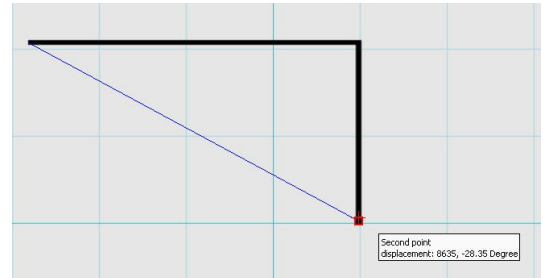 Second point
displacement: 8635, -28.35 Degree